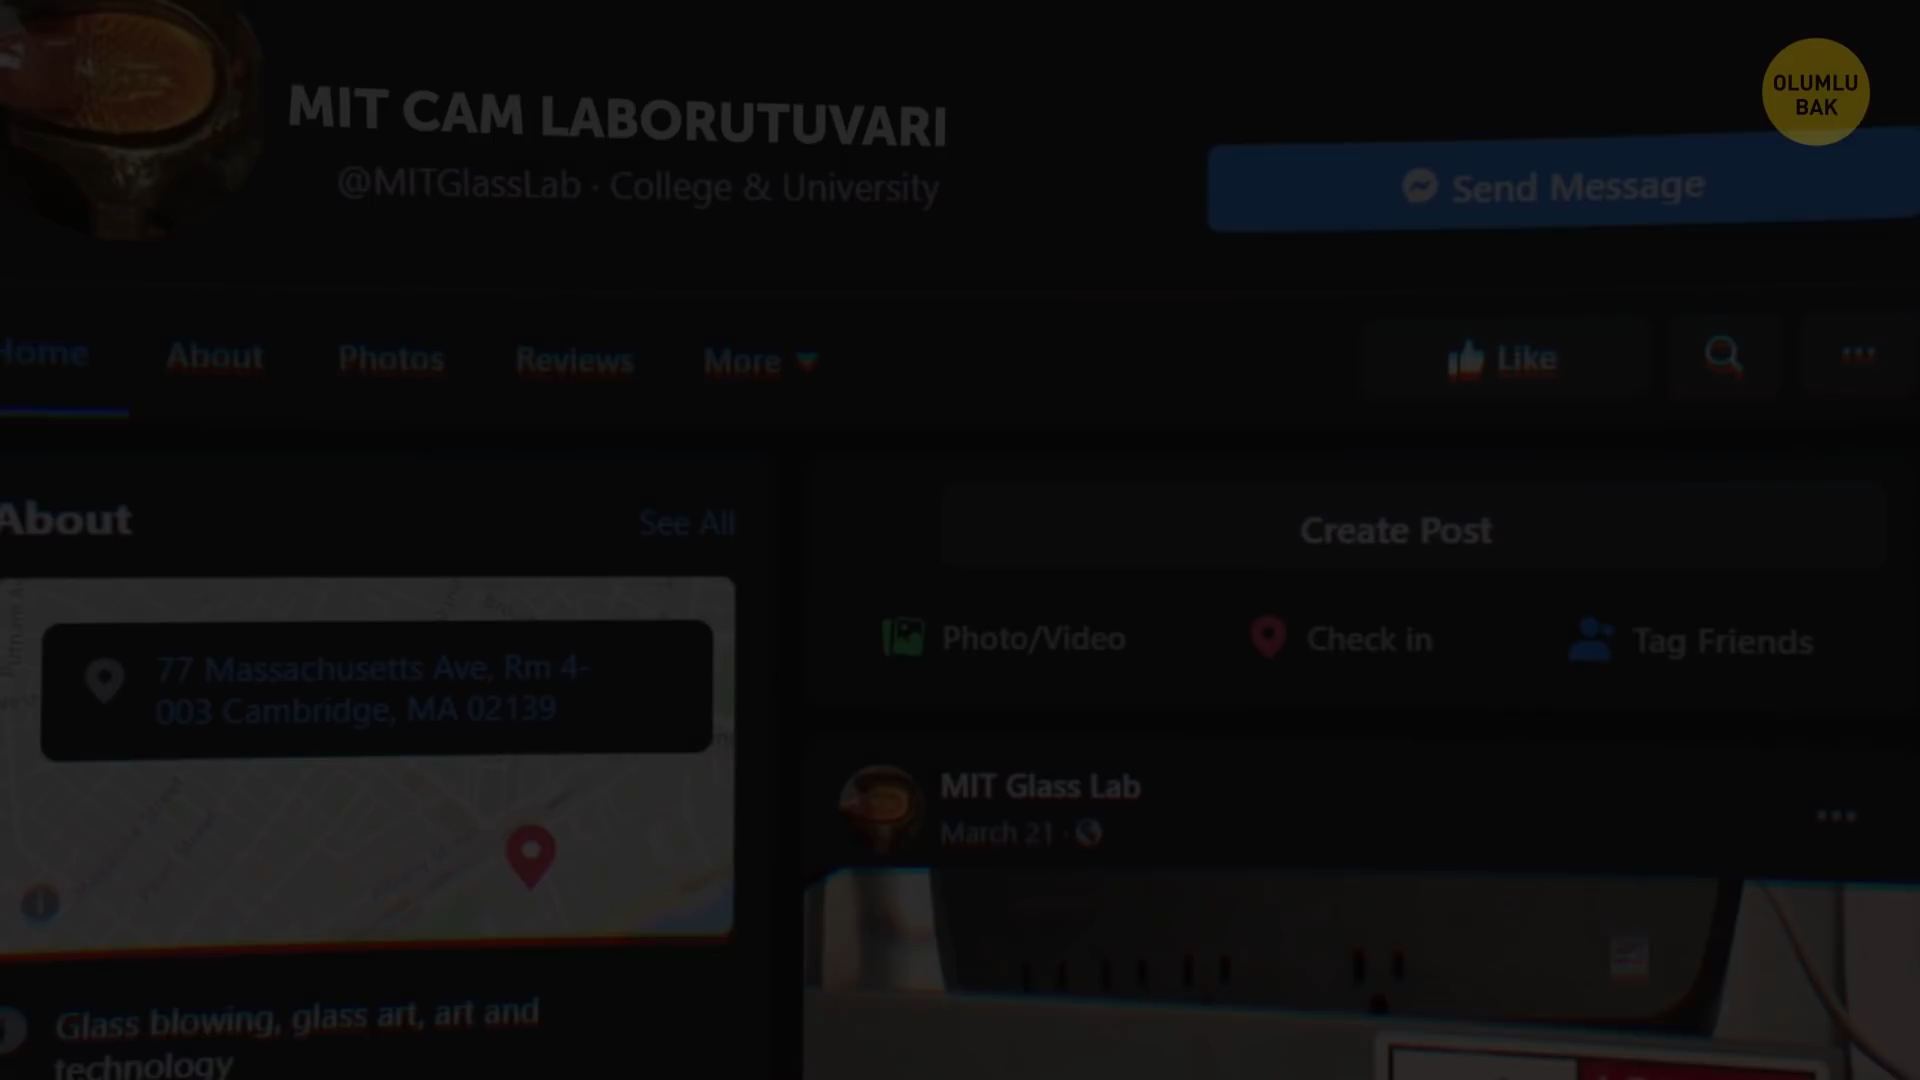 OLUMLU
BAK
MIT CAM LABORUTUVARI
@MITGlassLab · College & University
Send Message
Home
About
Photos
Reviews
More
Like
About
See All
Create Post
77 Massachusetts Ave, Rm 4-
003 Cambridge, MA 02139
Photo/Video
Check in
Tag Friends
MIT Glass Lab
March 21 ·
Glass blowing, glass art, art and
technology